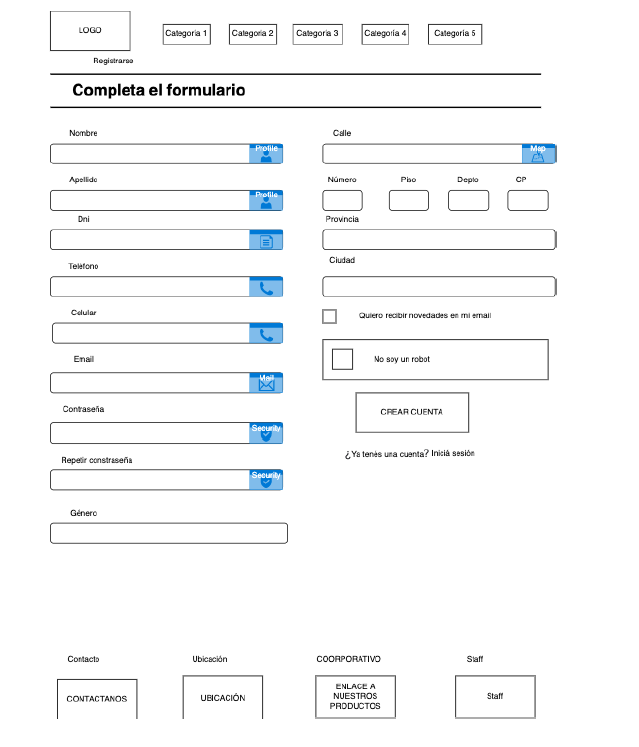 LOGO
Categoria 1
Categoria 2
Categoria 3
Categoria 4
Categoria 5
Registrarse
Completa el formulario
Nombre
Profile
Apellido
Profile
Dni
Teléfono
Celular
Email
Mail
Contraseña
Security
Repetir constraseña
Security
Género
Calle
Map
Número
Piso
Depto
CP
Provincia
Ciudad
Quiero recibir novedades en mi email
No soy un robot
CREAR CUENTA
¿Ya tenés una cuenta? Iniciá sesión
Contacto
Ubicación
COORPORATIVO
Staff
CONTACTANOS
UBICACIÓN
ENLACE A
NUESTROS
PRODUCTOS
Staff